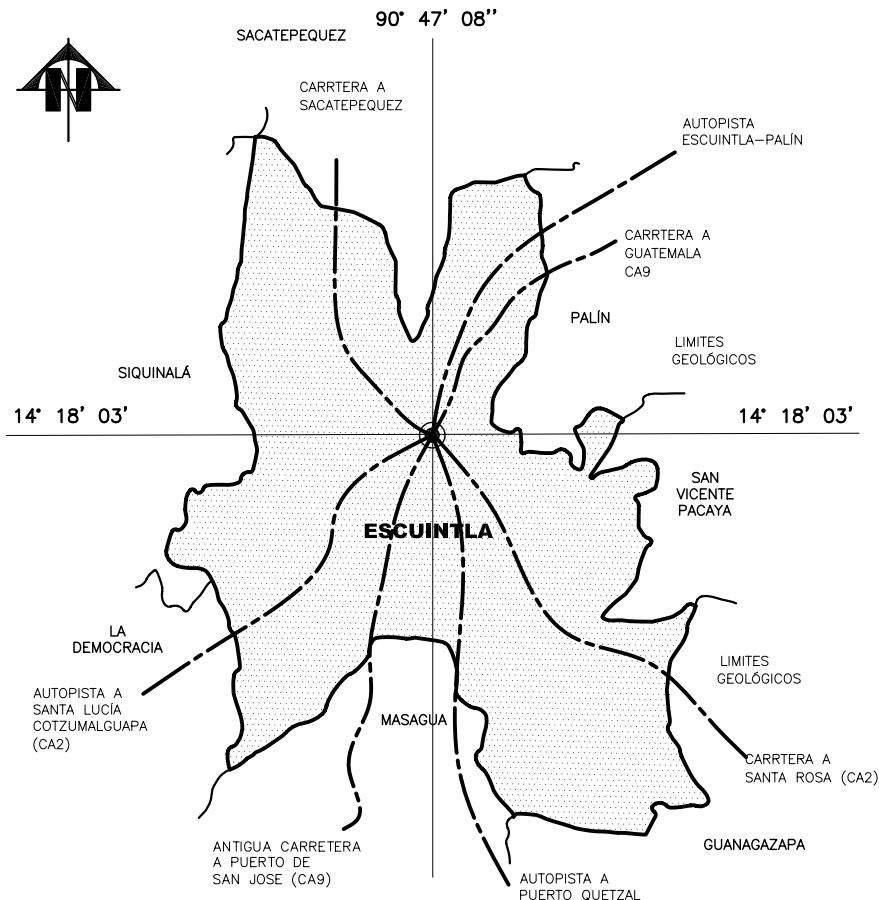 90° 47' 08''
SACATEPEQUEZ
N
CARRTERA A
SACATEPEQUEZ
AUTOPISTA
ESCUINTLA-PALÍN
CARRTERA A
GUATEMALA
CA9
PALÍN
LIMITES
GEOLÓGICOS
SIQUINALÁ
14° 18' 03'
14° 18' 03'
SAN
VICENTE
PACAYA
ESCUINTLA
LA
DEMOCRACIA
LIMITES
GEOLÓGICOS
AUTOPISTA A
SANTA LUCÍA
COTZUMALGUAPA
(CA2)
MASAGUA
CARRTERA A
SANTA ROSA (CA2)
ANTIGUA CARRETERA
A PUERTO DE
SAN JOSE (CA9)
GUANAGAZAPA
AUTOPISTA A
PUERTO QUETZAL